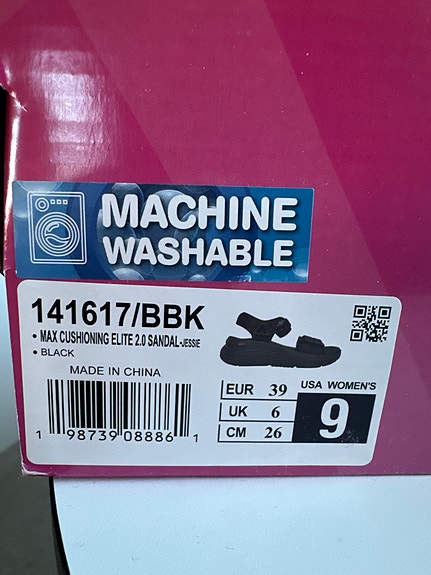 MACHINE
WASHABLE
141617/BBK
• MAX CUSHIONING ELITE 2.0 SANDAL-JESSIE
• BLACK
MADE IN CHINA
1 98739 08886 1
EUR 39
UK 6
CM 26
USA WOMEN'S
9